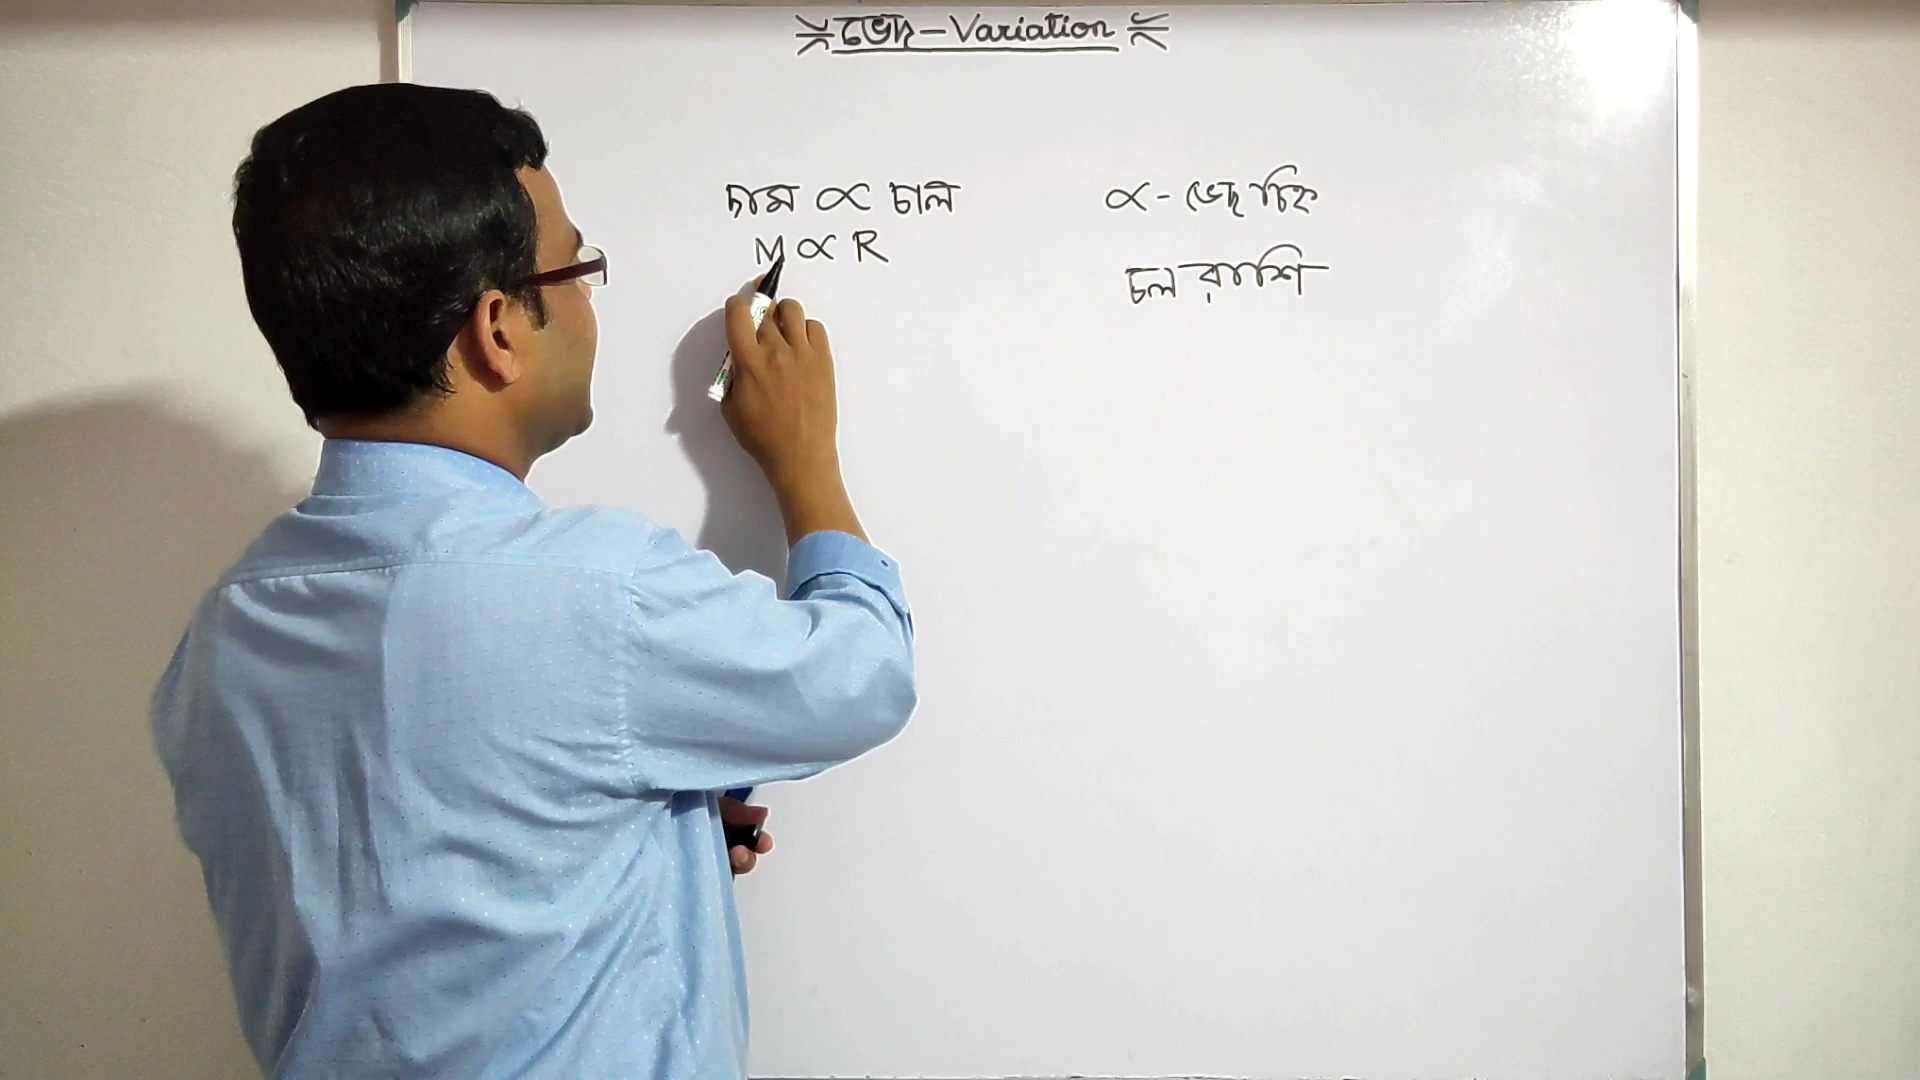 ভেদ - Variation
দাম ∝ চাল
M ∝ R
∝ - ভেদ চিহ্ন
চল রাশি